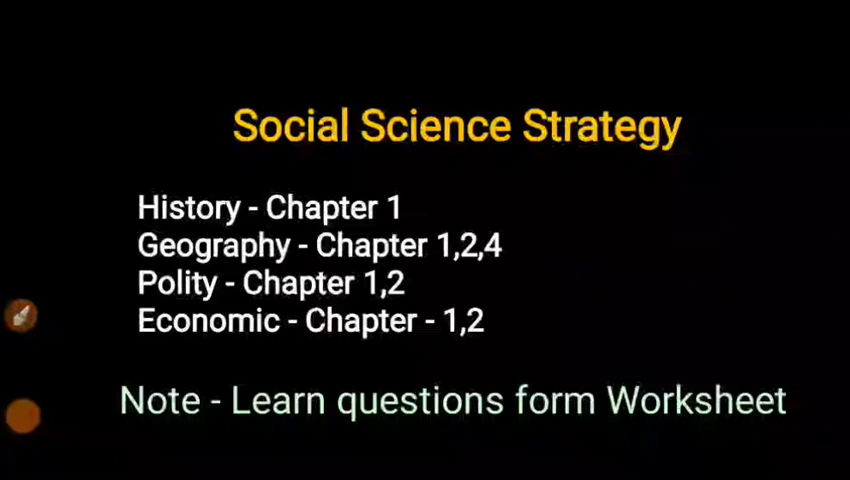 Social Science Strategy
History - Chapter 1
Geography - Chapter 1,2,4
Polity - Chapter 1,2
Economic - Chapter - 1,2
Note - Learn questions form Worksheet